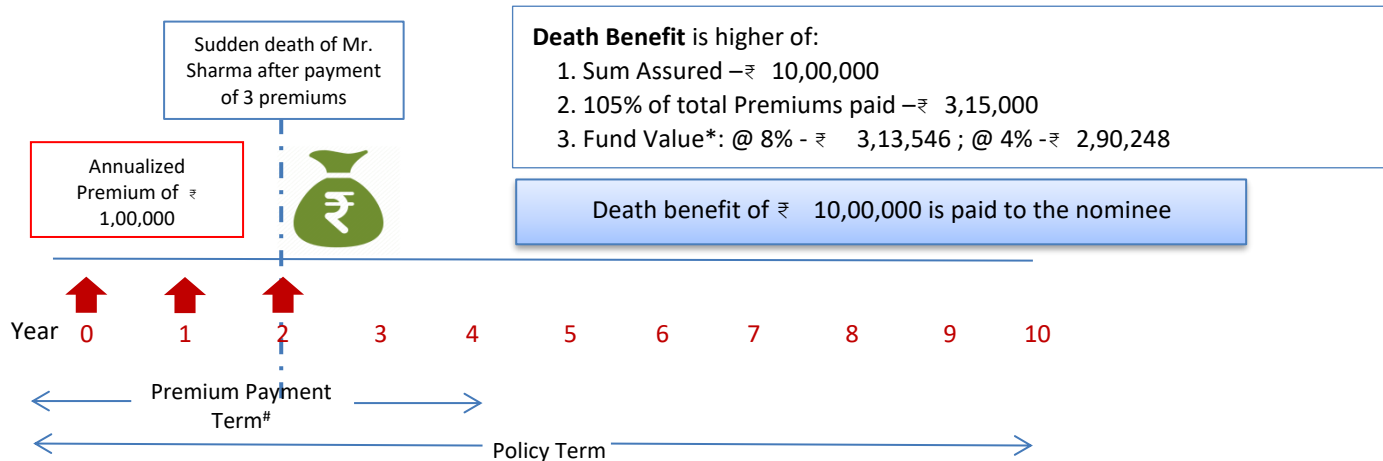 Sudden death of Mr.
Sharma after payment
of 3 premiums
Death Benefit is higher of:
1. Sum Assured –₹ 10,00,000
2. 105% of total Premiums paid –₹ 3,15,000
3. Fund Value*: @ 8% - ₹ 3,13,546 ; @ 4% -₹ 2,90,248
Annualized
Premium of ₹
1,00,000
₹
Death benefit of ₹ 10,00,000 is paid to the nominee
Year 0 1 2 3 4 5 6 7 8 9 10
Premium Payment
Term#
Policy Term